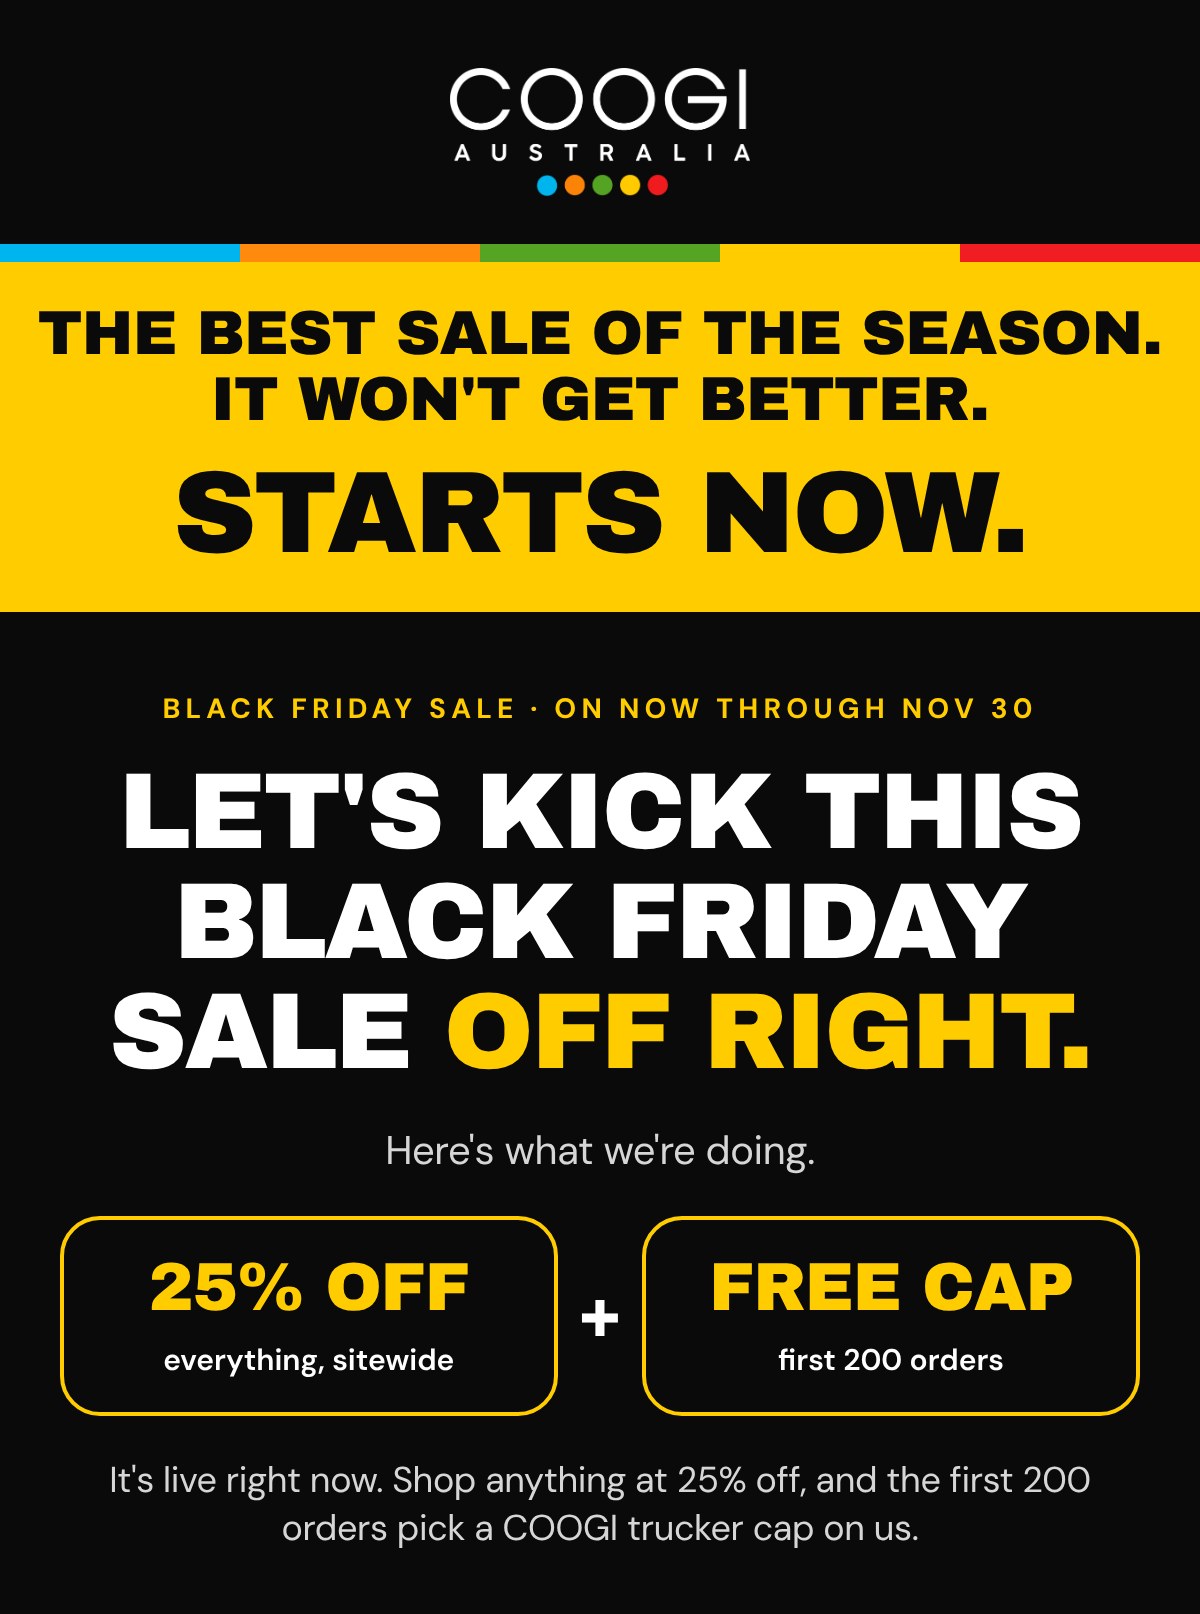 COOGI
AUSTRALIA
THE BEST SALE OF THE SEASON.
IT WON'T GET BETTER.
STARTS NOW.
BLACK FRIDAY SALE · ON NOW THROUGH NOV 30
LET'S KICK THIS
BLACK FRIDAY
SALE OFF RIGHT.
Here's what we're doing.
25% OFF
everything, sitewide
+
FREE CAP
first 200 orders
It's live right now. Shop anything at 25% off, and the first 200
orders pick a COOGI trucker cap on us.